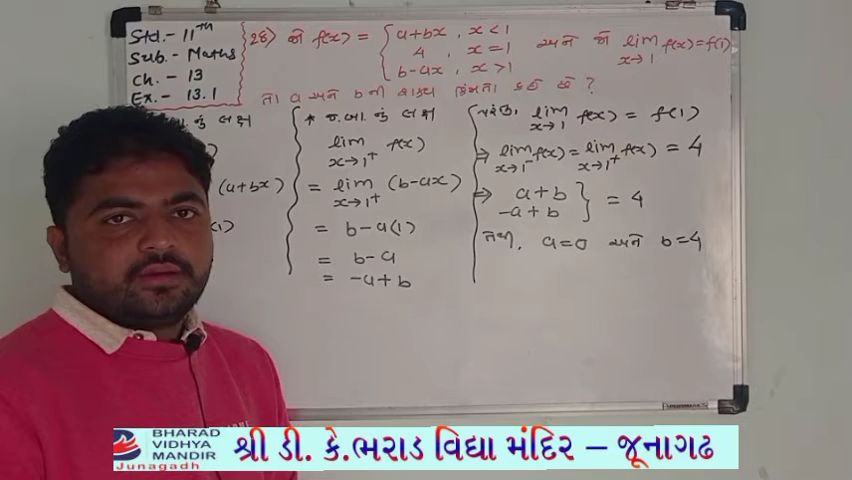 Std. - 11th
Sub. - Maths
Ch. - 13
Ex. - 13.1
28) જો f(x) = { a+bx , x < 1
4 , x = 1
b-ax , x > 1
અને જો lim x→1 f(x) = f(1)
તો a અને b ની શક્ય કિંમતો કઈ છે ?
બા. નું લક્ષ
(a+bx)
* જ.બા. નું લક્ષ
lim x→1+ f(x)
= lim x→1+ (b-ax)
= b-a(1)
= b-a
= -a+b
પરંતુ, lim x→1 f(x) = f(1)
⇒ lim x→1- f(x) = lim x→1+ f(x) = 4
⇒ a+b
-a+b } = 4
તેથી, a=0 અને b=4
BHARAD
VIDHYA
MANDIR
Junagadh
શ્રી ડી. કે.ભરાડ વિદ્યા મંદિર – જૂનાગઢ